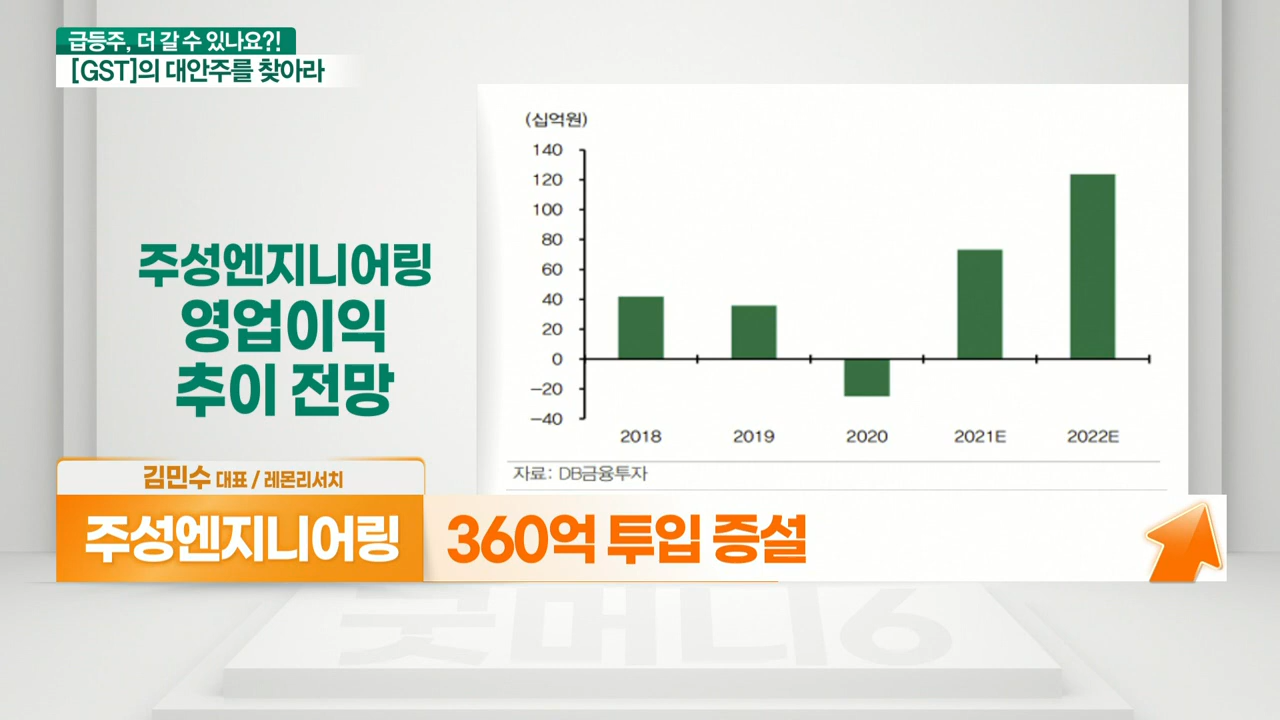 급등주, 더 갈 수 있나요?!
[GST]의 대안주를 찾아라
주성엔지니어링
영업이익
추이 전망
(십억원)
140
120
100
80
60
40
20
0
−20
−40
2018 2019 2020 2021E 2022E
자료: DB금융투자
김민수 대표 / 레몬리서치
주성엔지니어링 360억 투입 증설
굿머니6